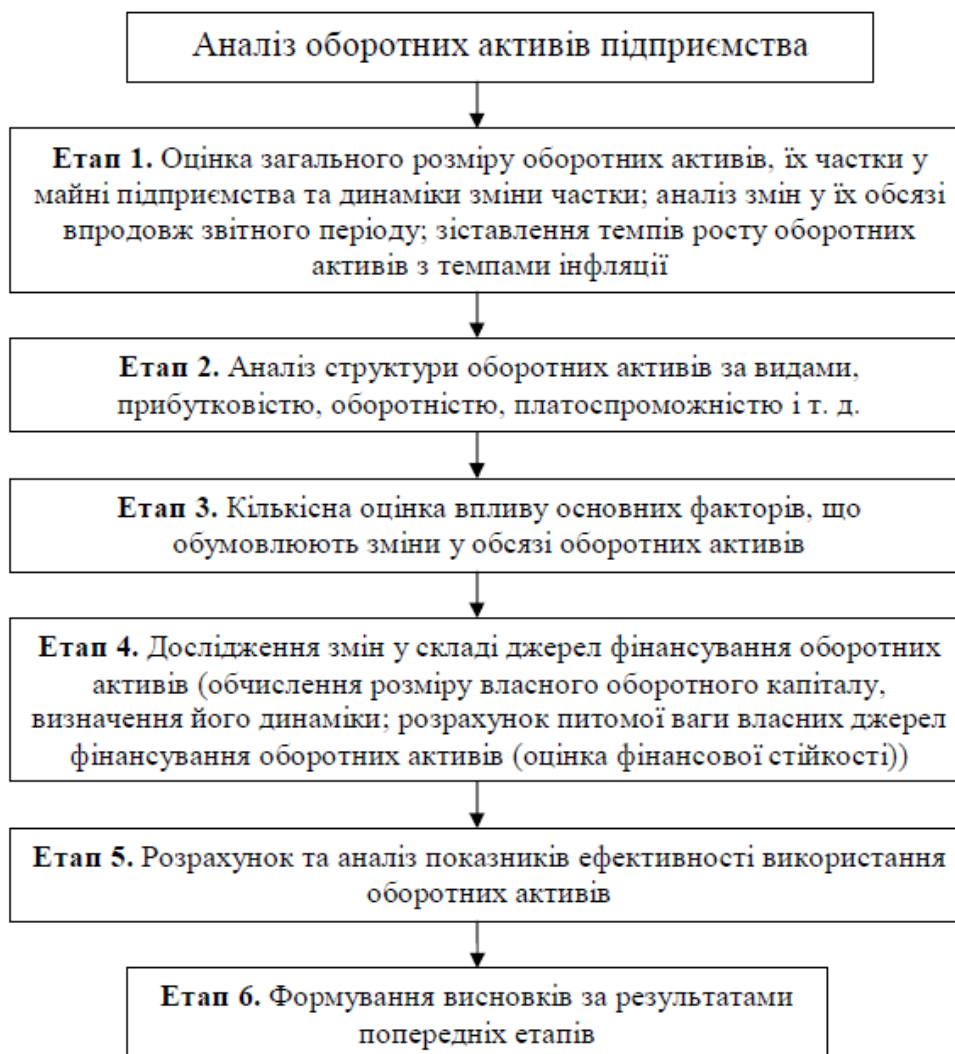 Аналіз оборотних активів підприємства
Етап 1. Оцінка загального розміру оборотних активів, їх частки у
майні підприємства та динаміки зміни частки; аналіз змін у їх обсязі
впродовж звітного періоду; зіставлення темпів росту оборотних
активів з темпами інфляції
Етап 2. Аналіз структури оборотних активів за видами,
прибутковістю, оборотністю, платоспроможністю і т. д.
Етап 3. Кількісна оцінка впливу основних факторів, що
обумовлюють зміни у обсязі оборотних активів
Етап 4. Дослідження змін у складі джерел фінансування оборотних
активів (обчислення розміру власного оборотного капіталу,
визначення його динаміки; розрахунок питомої ваги власних джерел
фінансування оборотних активів (оцінка фінансової стійкості))
Етап 5. Розрахунок та аналіз показників ефективності використання
оборотних активів
Етап 6. Формування висновків за результатами
попередніх етапів